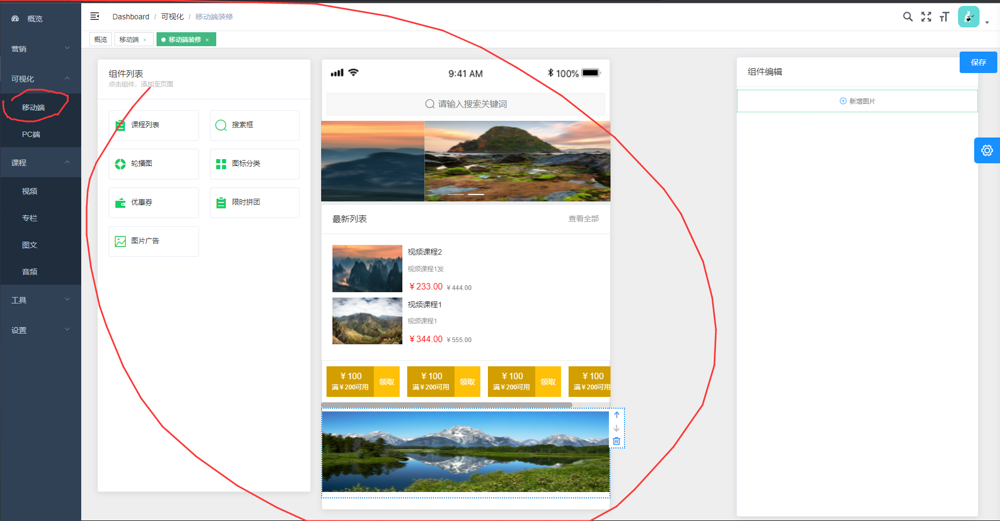 概览
营销
可视化
移动端
PC端
课程
视频
专栏
图文
音频
工具
设置
Dashboard / 可视化 / 移动端装修
概览
移动端 ×
移动端装修 ×
组件列表
点击组件，添加至页面
课程列表
搜索框
轮播图
图标分类
优惠券
限时拼团
图片广告
9:41 AM
100%
请输入搜索关键词
最新列表
查看全部
视频课程2
视频课程1发
￥233.00 ￥444.00
视频课程1
视频课程1
￥344.00 ￥555.00
￥100
满￥200可用
领取
￥100
满￥200可用
领取
￥100
满￥200可用
领取
￥100
满￥200可用
组件编辑
保存
新增图片